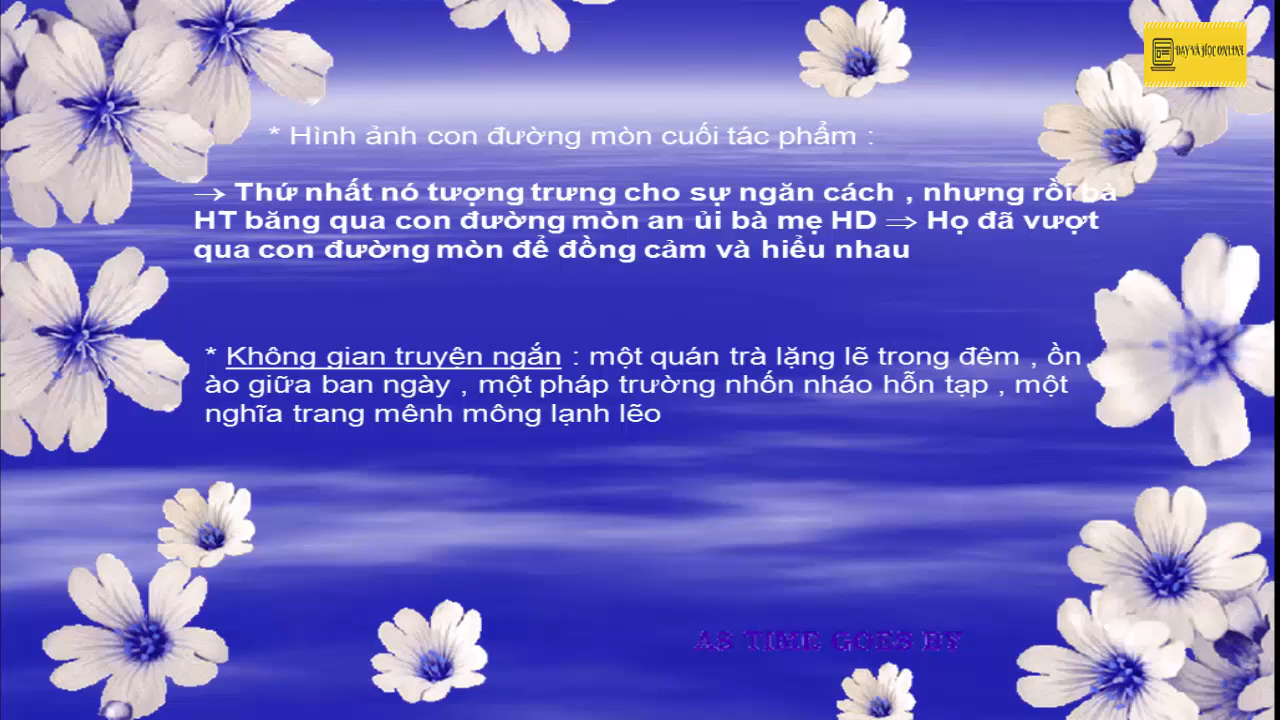 DẠY VÀ HỌC ONLINE
* Hình ảnh con đường mòn cuối tác phẩm :
→ Thứ nhất nó tượng trưng cho sự ngăn cách , nhưng rồi bà
HT băng qua con đường mòn an ủi bà mẹ HD ⇒ Họ đã vượt
qua con đường mòn để đồng cảm và hiểu nhau
* Không gian truyện ngắn : một quán trà lặng lẽ trong đêm , ồn
ào giữa ban ngày , một pháp trường nhốn nháo hỗn tạp , một
nghĩa trang mênh mông lạnh lẽo
AS TIME GOES BY